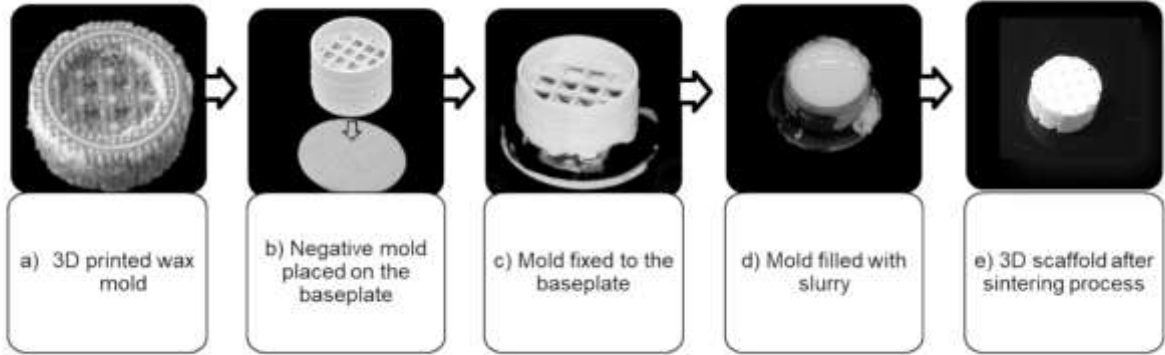 a) 3D printed wax
mold
b) Negative mold
placed on the
baseplate
c) Mold fixed to the
baseplate
d) Mold filled with
slurry
e) 3D scaffold after
sintering process